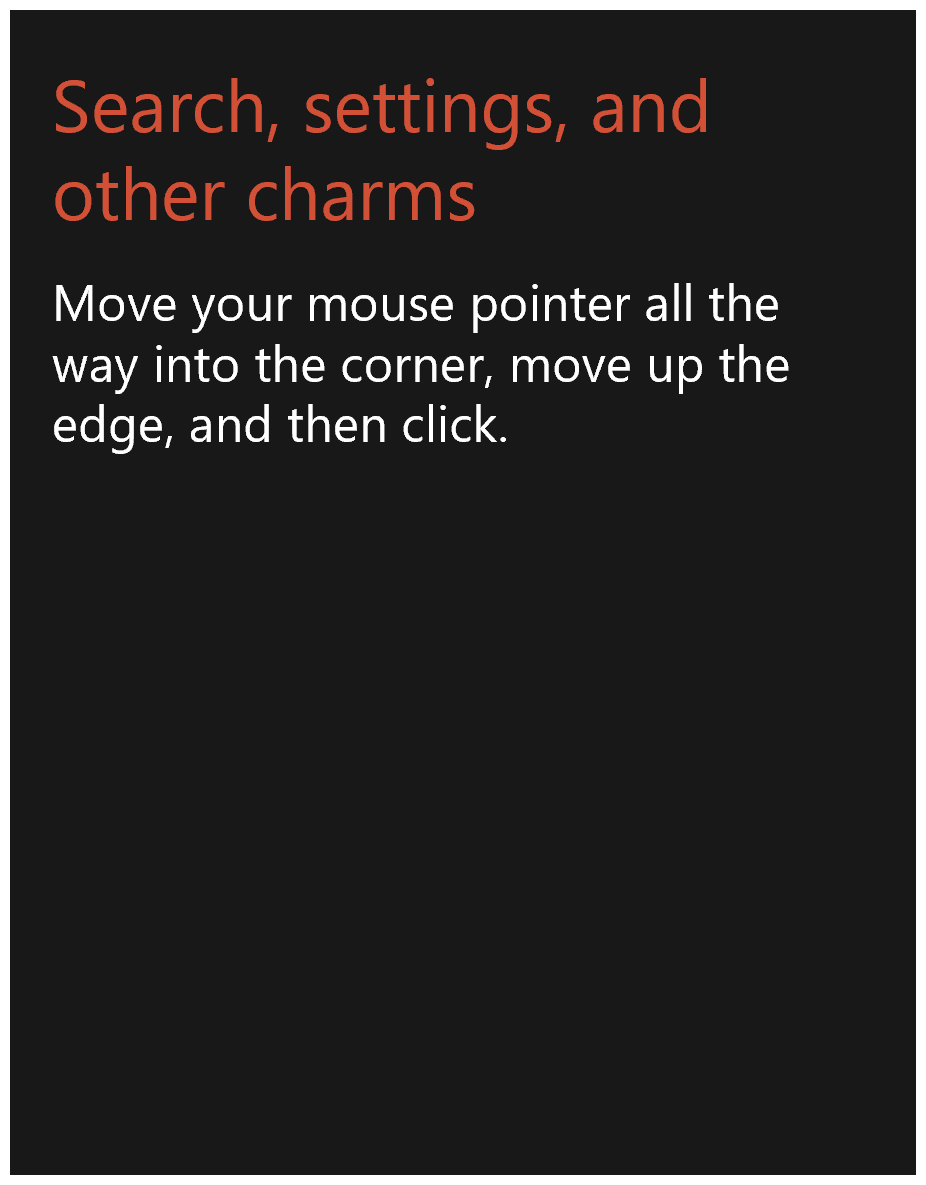 Search, settings, and
other charms
Move your mouse pointer all the
way into the corner, move up the
edge, and then click.